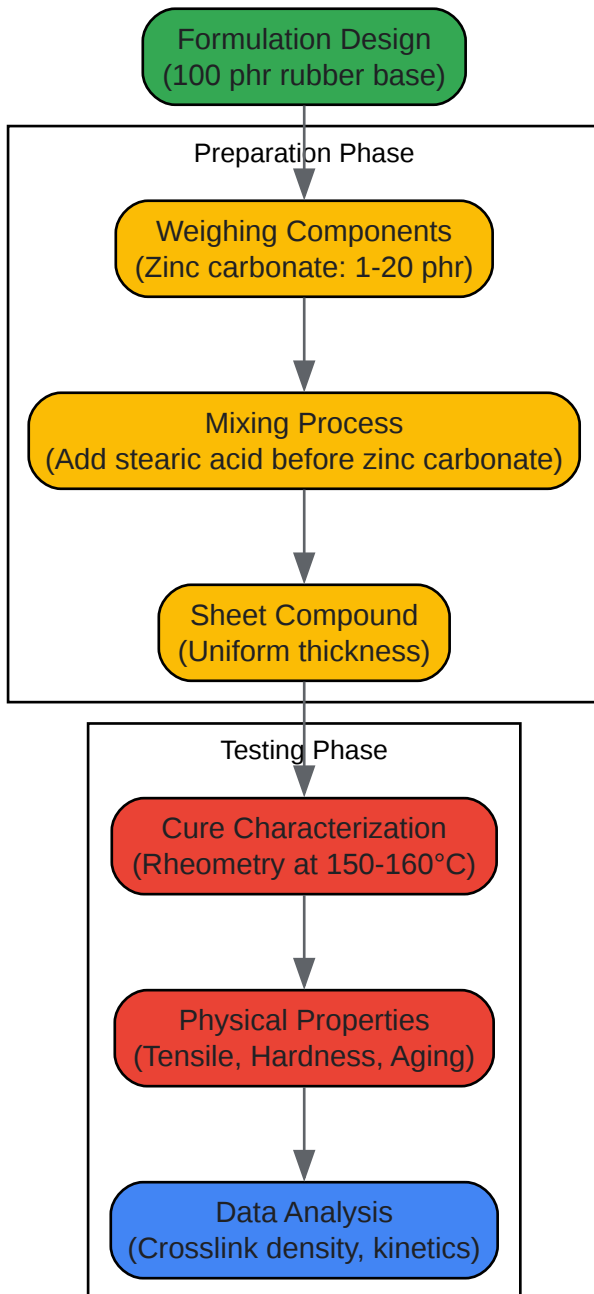 Formulation Design
(100 phr rubber base)
Preparation Phase
Weighing Components
(Zinc carbonate: 1-20 phr)
Mixing Process
(Add stearic acid before zinc carbonate)
Sheet Compound
(Uniform thickness)
Testing Phase
Cure Characterization
(Rheometry at 150-160°C)
Physical Properties
(Tensile, Hardness, Aging)
Data Analysis
(Crosslink density, kinetics)